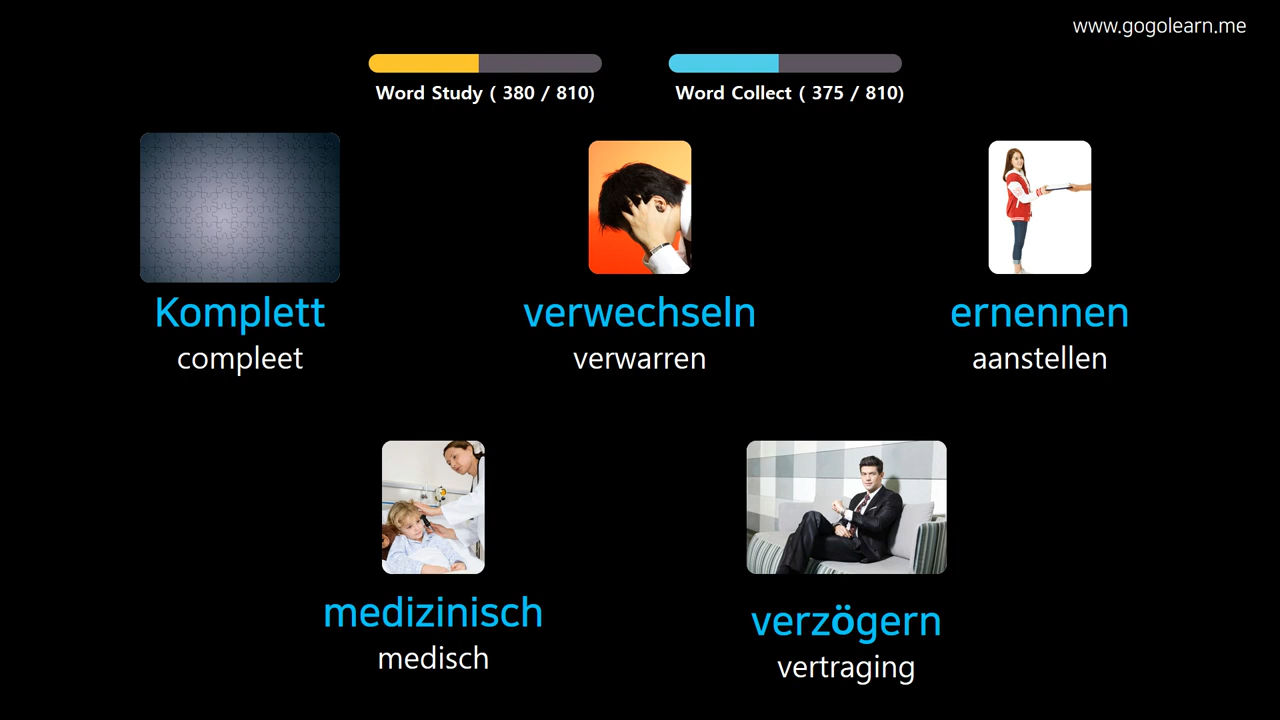 www.gogolearn.me
Word Study ( 380 / 810)
Word Collect ( 375 / 810)
Komplett
compleet
verwechseln
verwarren
ernennen
aanstellen
medizinisch
medisch
verzögern
vertraging